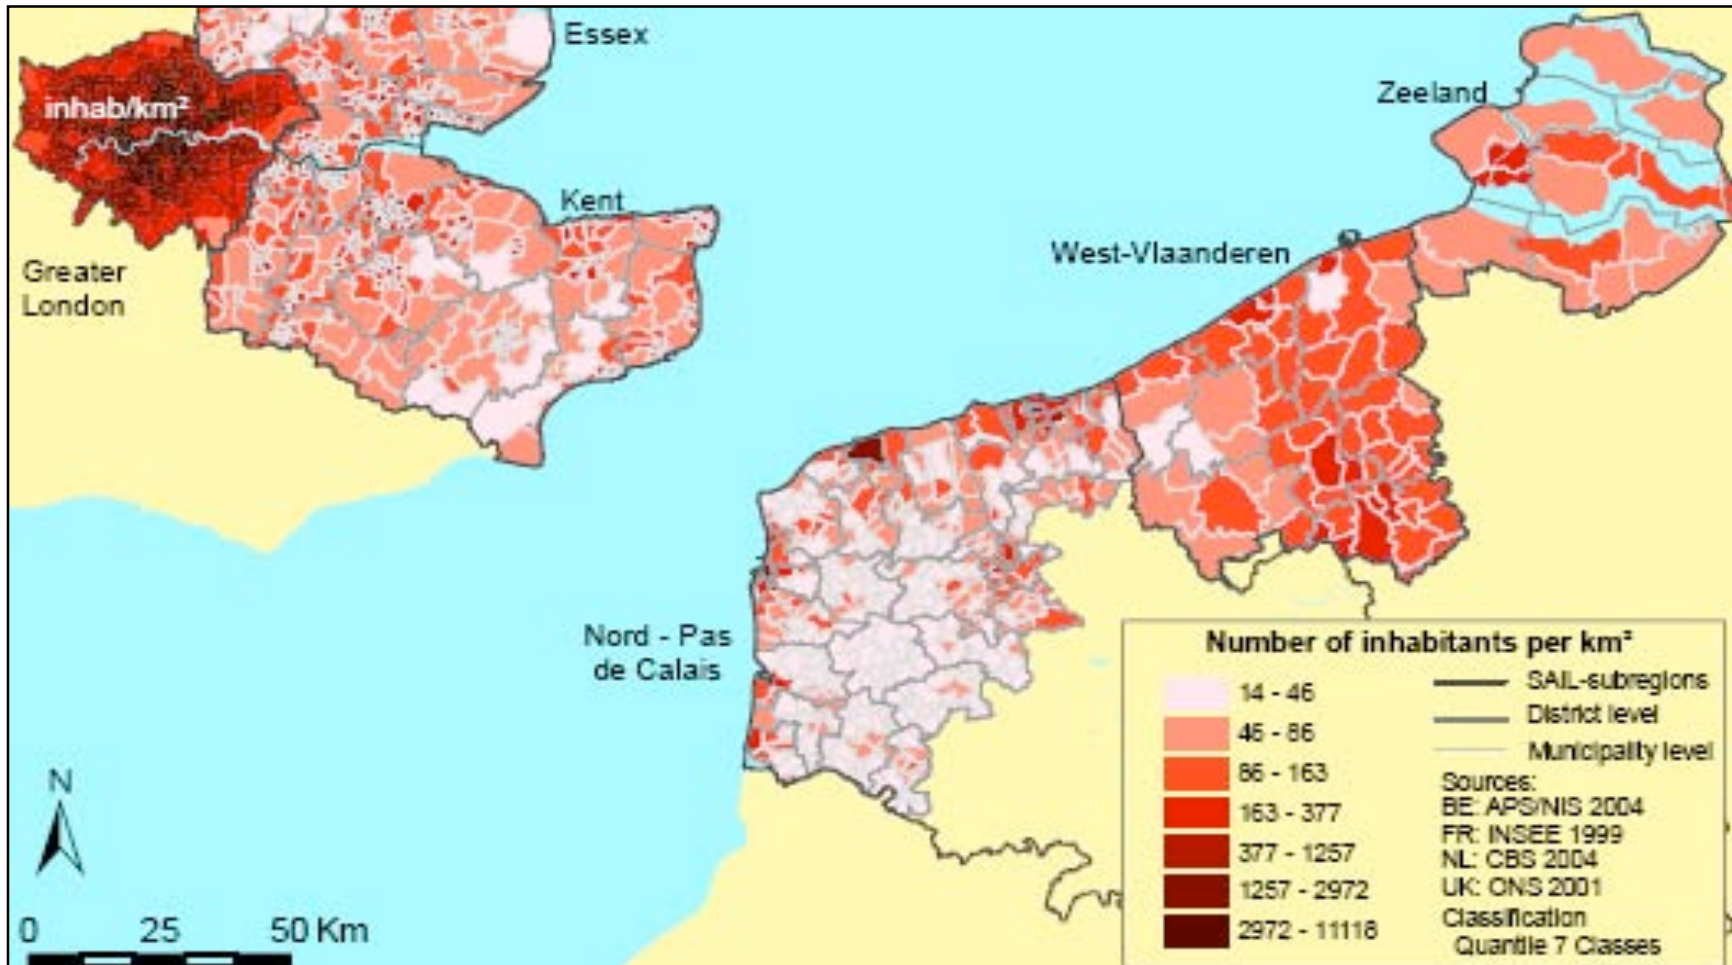 Essex
inhab/km²
Zeeland
Kent
West-Vlaanderen
Greater
London
Nord - Pas
de Calais
Number of inhabitants per km²
14 - 46
46 - 86
86 - 163
163 - 377
377 - 1257
1257 - 2972
2972 - 11118
SAIL-subregions
District level
Municipality level
Sources:
BE: APS/NIS 2004
FR: INSEE 1999
NL: CBS 2004
UK: ONS 2001
Classification
Quantile 7 Classes
N
0 25 50 Km